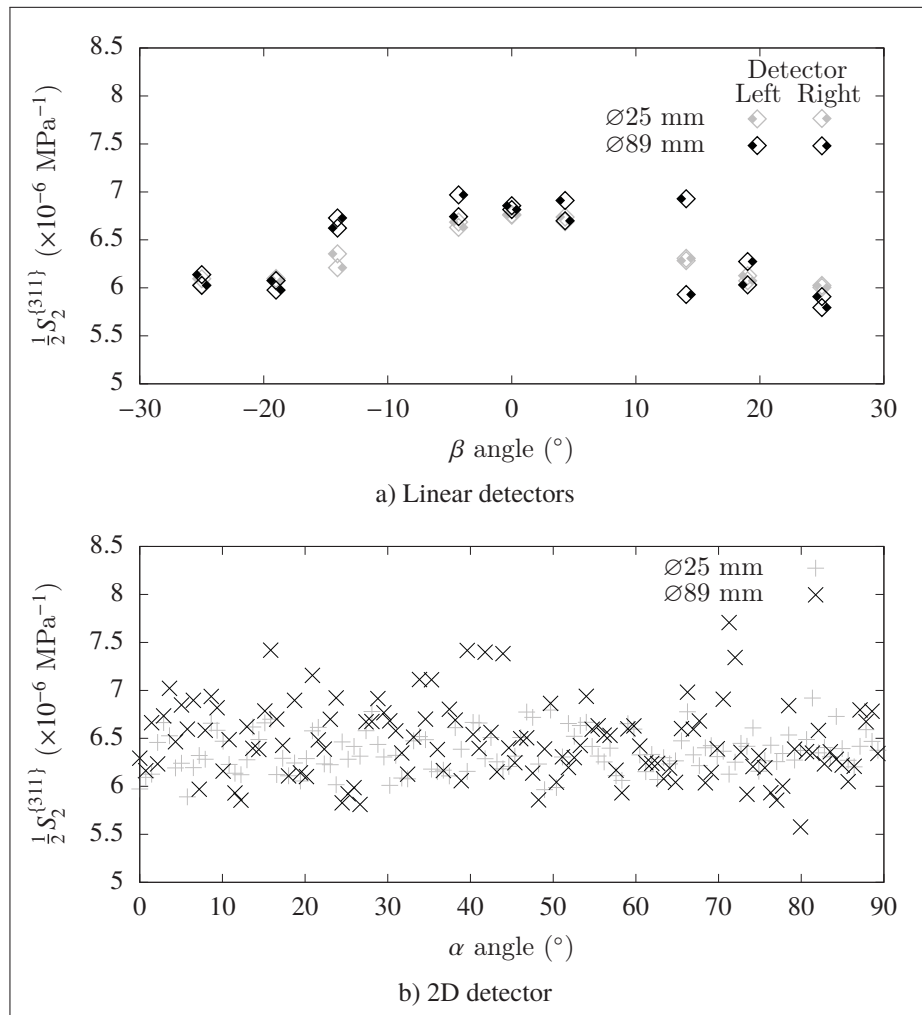 8.5
8
7.5
7
6.5
6
5.5
5
½S₂^{311} (×10⁻⁶ MPa⁻¹)
Detector
Left Right
⌀25 mm
⌀89 mm
−30 −20 −10 0 10 20 30
β angle (°)
a) Linear detectors
8.5
8
7.5
7
6.5
6
5.5
5
½S₂^{311} (×10⁻⁶ MPa⁻¹)
⌀25 mm
⌀89 mm
0 10 20 30 40 50 60 70 80 90
α angle (°)
b) 2D detector